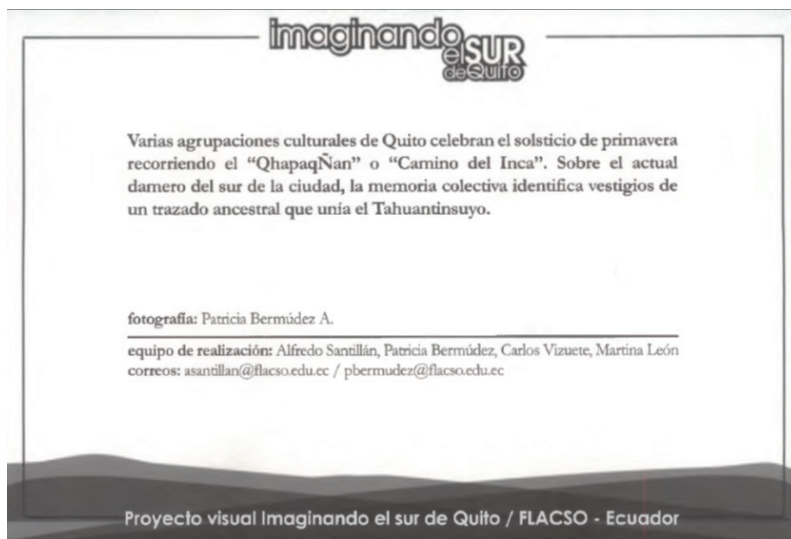 imaginando
el SUR
de Quito
Varias agrupaciones culturales de Quito celebran el solsticio de primavera
recorriendo el “QhapaqÑan” o “Camino del Inca”. Sobre el actual
damero del sur de la ciudad, la memoria colectiva identifica vestigios de
un trazado ancestral que unía el Tahuantinsuyo.
fotografía: Patricia Bermúdez A.
equipo de realización: Alfredo Santillán, Patricia Bermúdez, Carlos Vizuete, Martina León
correos: asantillan@flacso.edu.ec / pbermudez@flacso.edu.ec
Proyecto visual Imaginando el sur de Quito / FLACSO - Ecuador